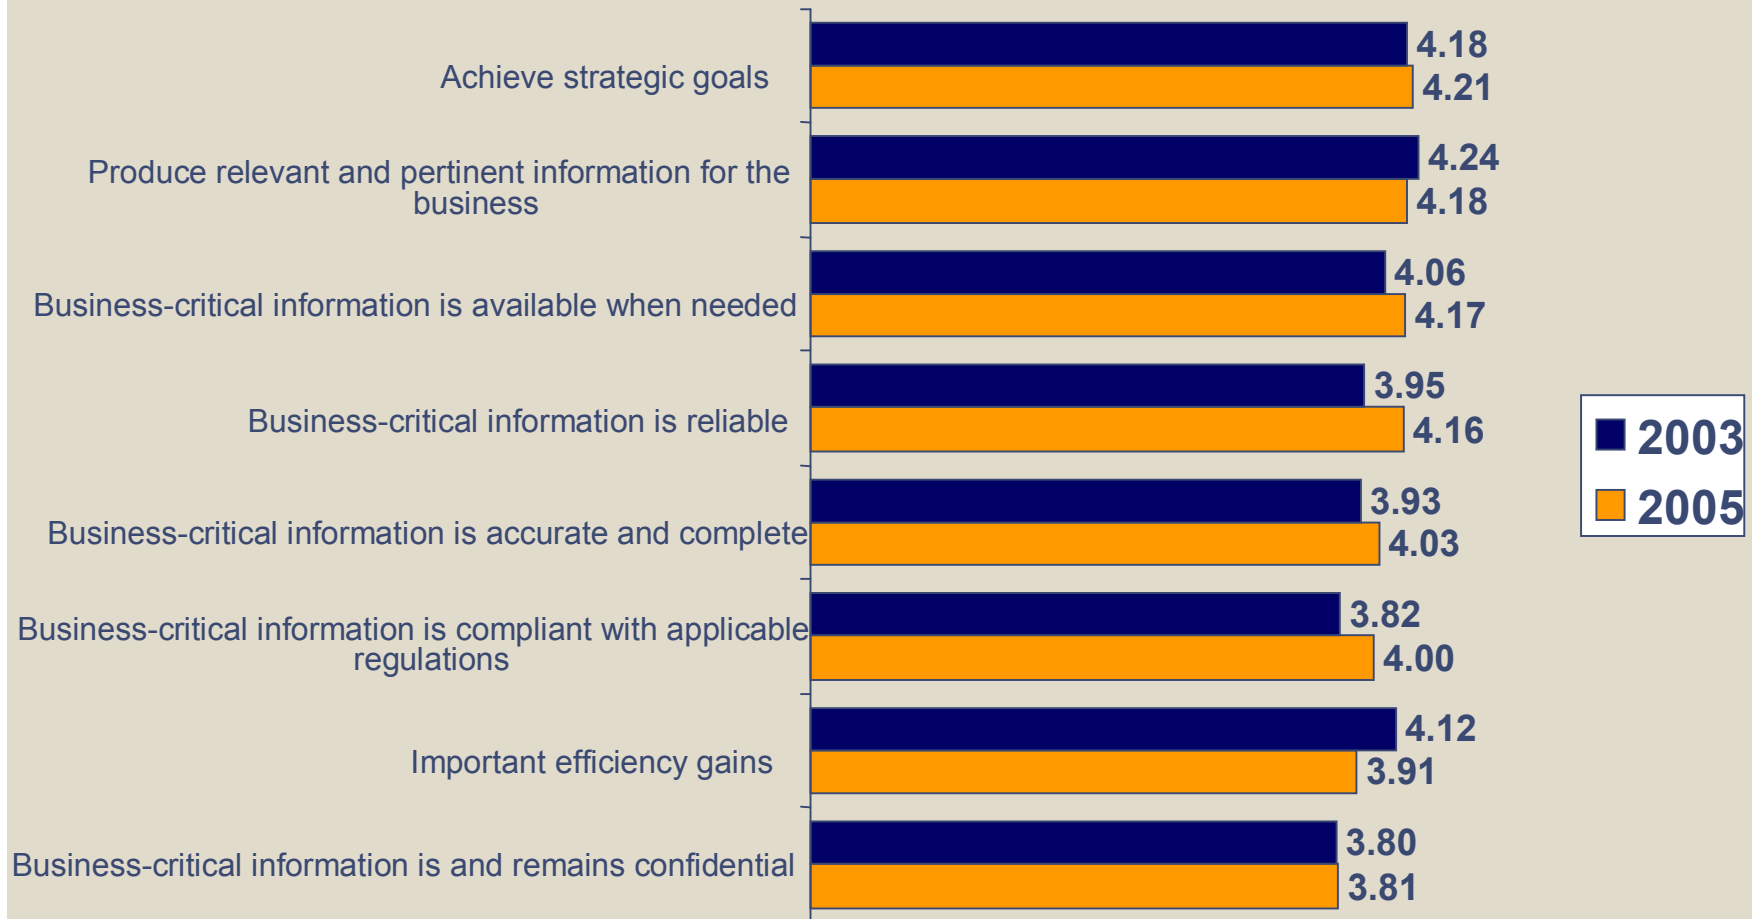 Achieve strategic goals
4.18
4.21
Produce relevant and pertinent information for the
business
4.24
4.18
Business-critical information is available when needed
4.06
4.17
Business-critical information is reliable
3.95
4.16
Business-critical information is accurate and complete
3.93
4.03
Business-critical information is compliant with applicable
regulations
3.82
4.00
Important efficiency gains
4.12
3.91
Business-critical information is and remains confidential
3.80
3.81
2003
2005